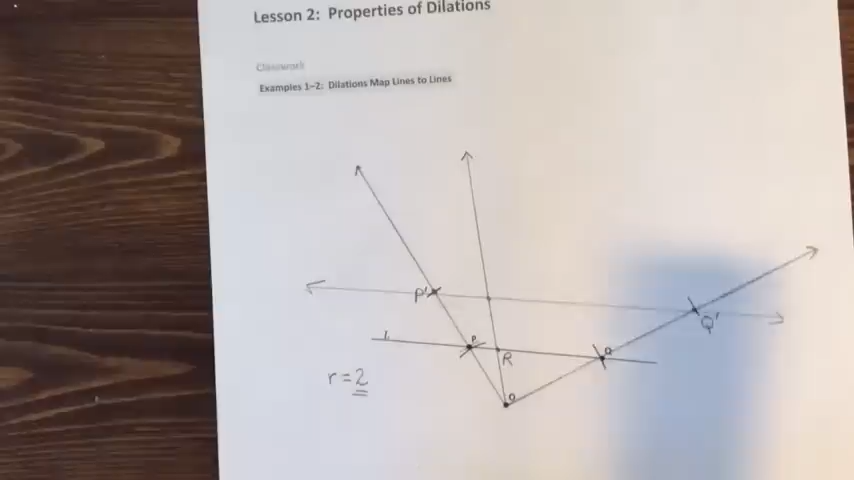 Lesson 2: Properties of Dilations
Classwork
Examples 1–2: Dilations Map Lines to Lines
P'
Q'
L
P
Q
R
r = 2
O